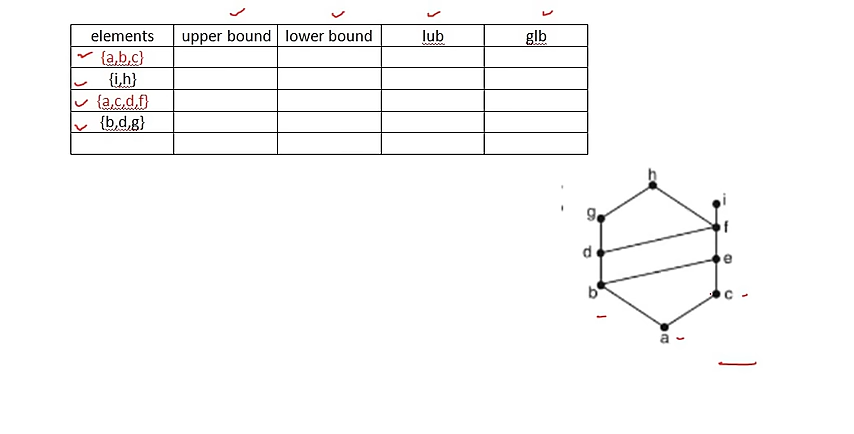 elements upper bound lower bound lub glb
{a,b,c}
{i,h}
{a,c,d,f}
{b,d,g}
h
i
g
f
d
e
b
c
a